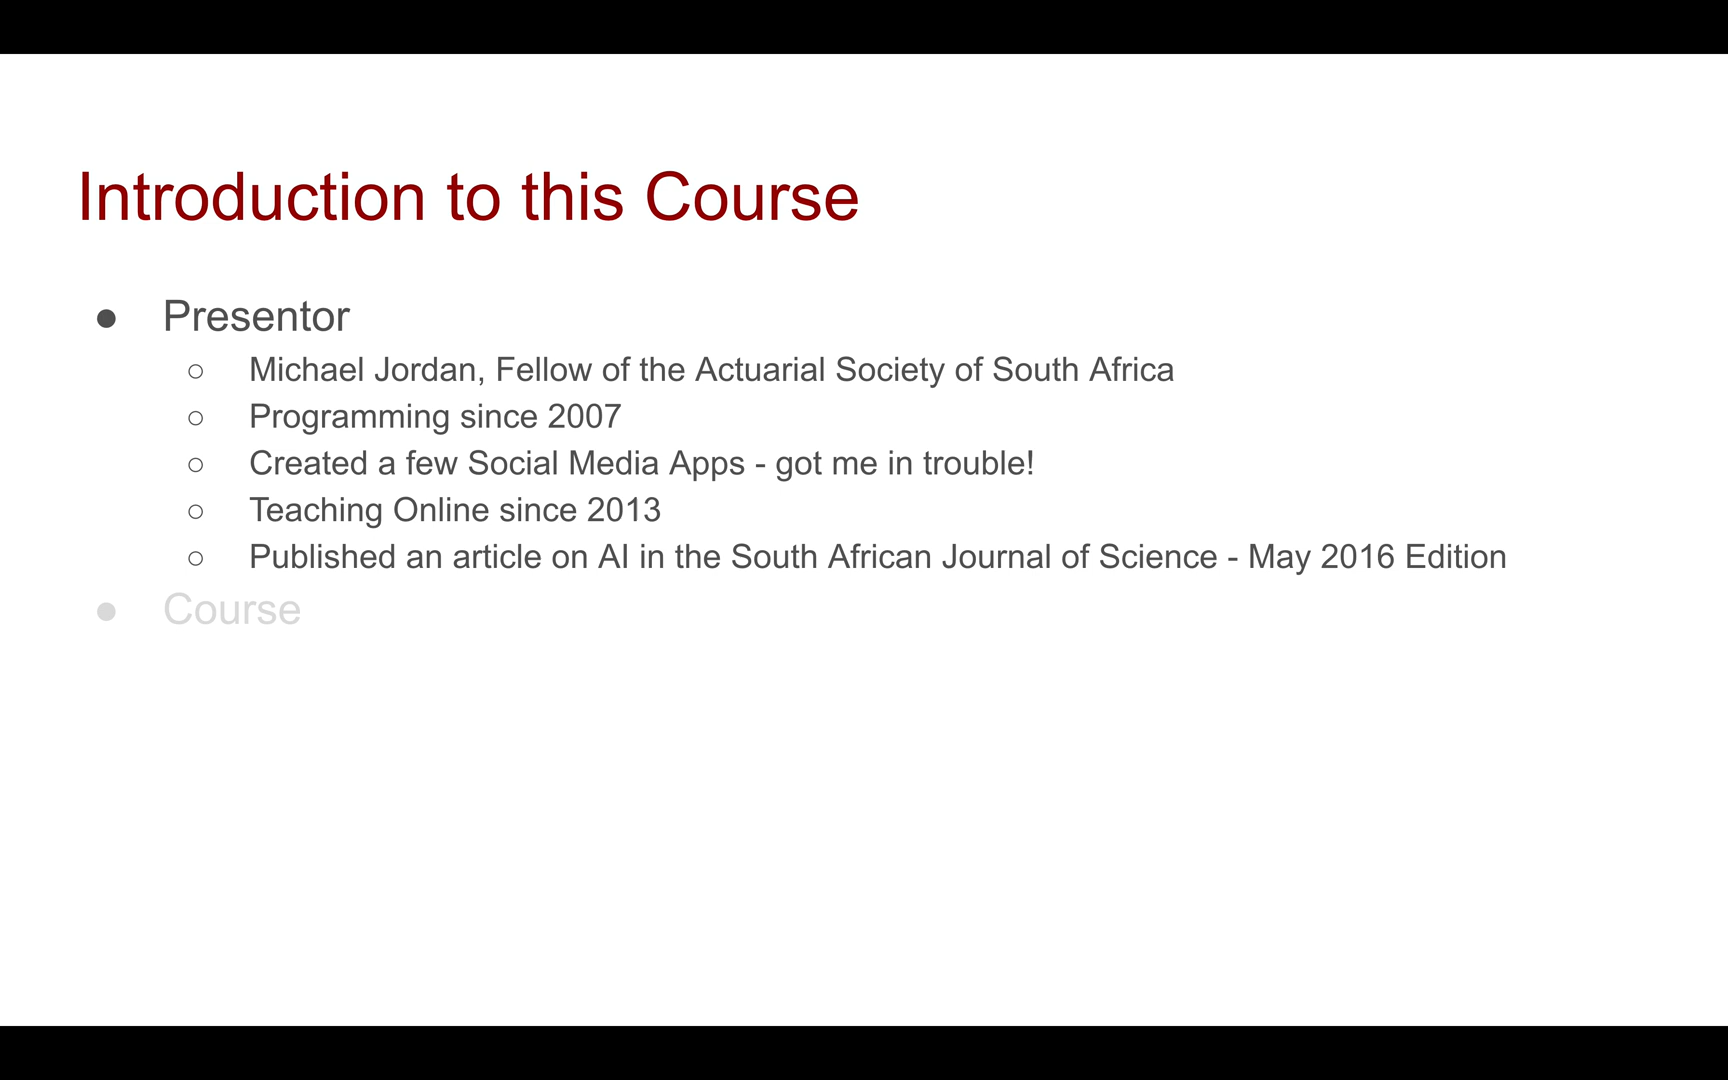 Introduction to this Course
● Presentor
○ Michael Jordan, Fellow of the Actuarial Society of South Africa
○ Programming since 2007
○ Created a few Social Media Apps - got me in trouble!
○ Teaching Online since 2013
○ Published an article on AI in the South African Journal of Science - May 2016 Edition
● Course